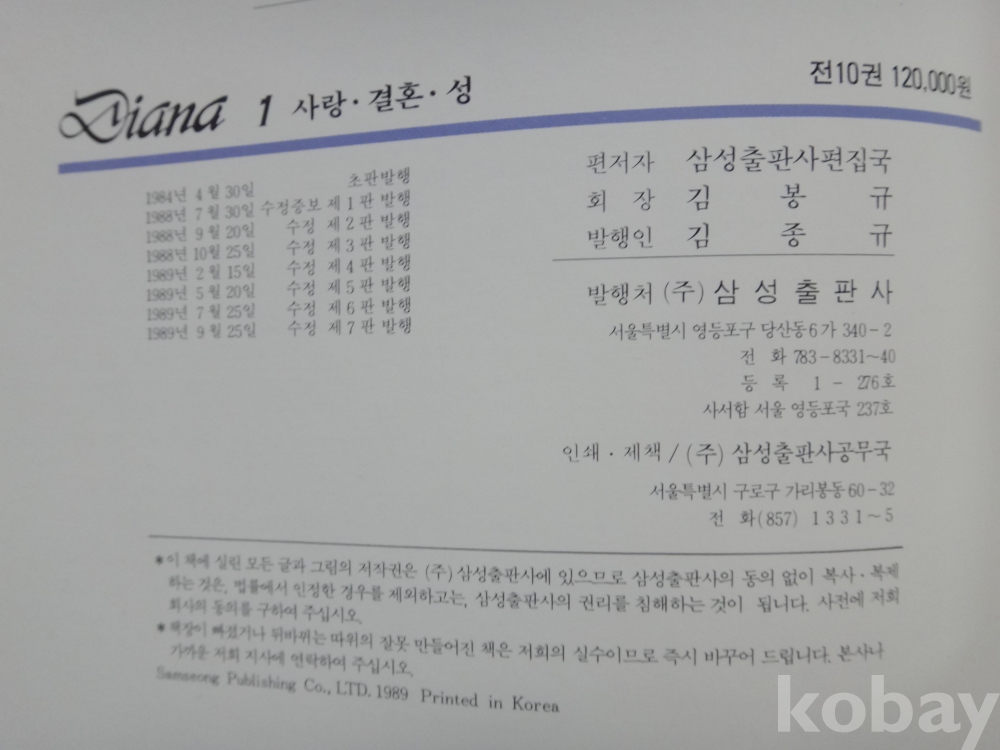 Diana 1 사랑·결혼·성
전10권 120,000원
1984년 4월 30일 초판발행
1988년 7월 30일 수정증보 제1판 발행
1988년 9월 20일 수정 제2판 발행
1988년 10월 25일 수정 제3판 발행
1989년 2월 15일 수정 제4판 발행
1989년 5월 20일 수정 제5판 발행
1989년 7월 25일 수정 제6판 발행
1989년 9월 25일 수정 제7판 발행
편저자 삼성출판사편집국
회 장 김 봉 규
발행인 김 종 규
발행처 (주) 삼성출판사
서울특별시 영등포구 당산동6가 340-2
전 화 783-8331~40
등 록 1 - 276호
사서함 서울 영등포국 237호
인쇄·제책 / (주) 삼성출판사공무국
서울특별시 구로구 가리봉동 60-32
전 화(857) 1331~5
*이 책에 실린 모든 글과 그림의 저작권은 (주)삼성출판사에 있으므로 삼성출판사의 동의 없이 복사·복제
하는 것은, 법률에서 인정한 경우를 제외하고는, 삼성출판사의 권리를 침해하는 것이 됩니다. 사전에 저희
회사의 동의를 구하여 주십시오.
*책장이 빠졌거나 뒤바뀌는 따위의 잘못 만들어진 책은 저희의 실수이므로 즉시 바꾸어 드립니다. 본사나
가까운 저희 지사에 연락하여 주십시오.
Samseong Publishing Co., LTD. 1989 Printed in Korea
kobay